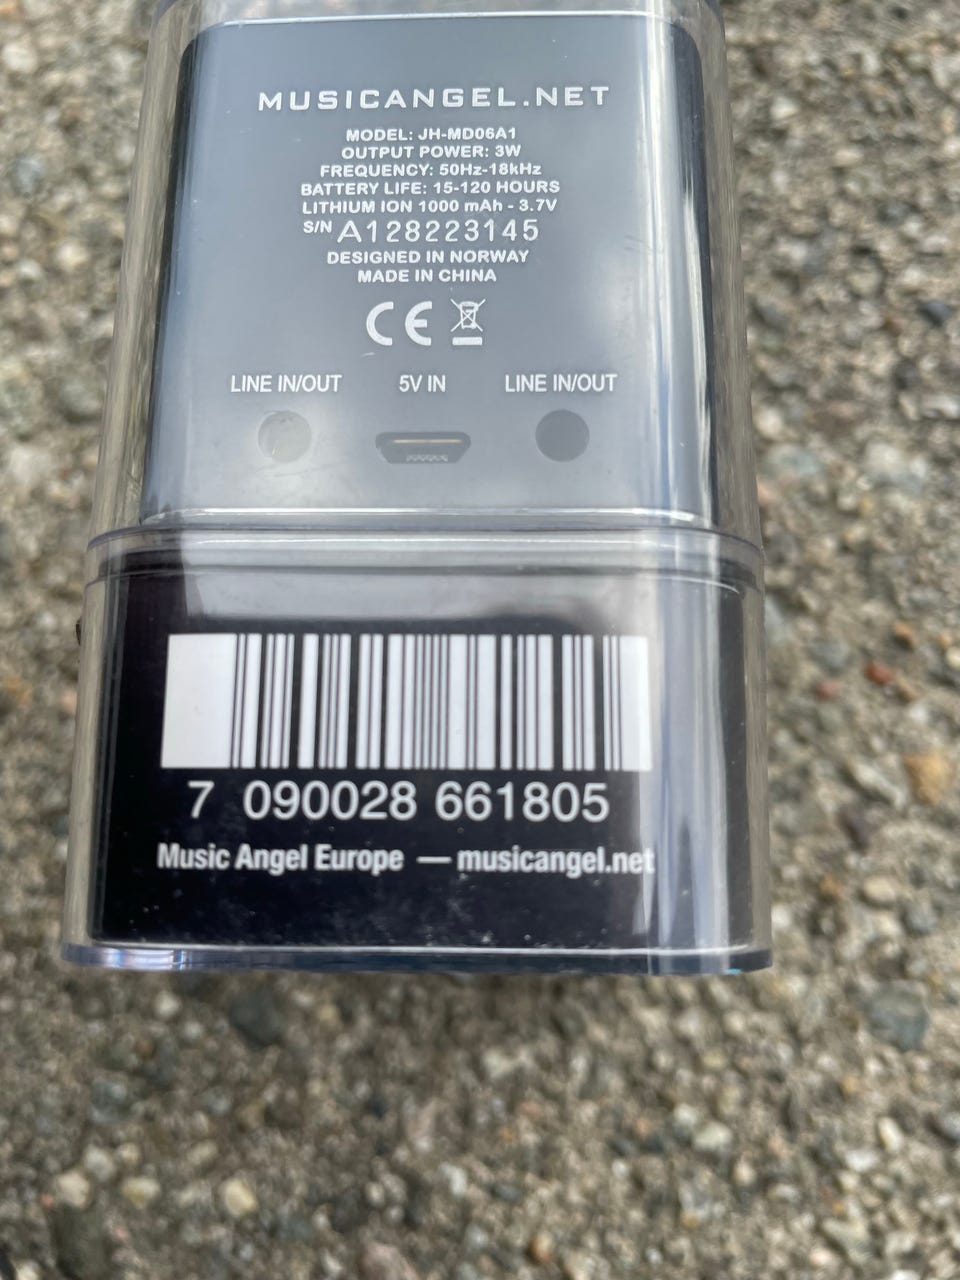 MUSICANGEL.NET
MODEL: JH-MD06A1
OUTPUT POWER: 3W
FREQUENCY: 50Hz-18kHz
BATTERY LIFE: 15-120 HOURS
LITHIUM ION 1000 mAh - 3.7V
S/N A128223145
DESIGNED IN NORWAY
MADE IN CHINA
CE
LINE IN/OUT 5V IN LINE IN/OUT
7 090028 661805
Music Angel Europe — musicangel.net